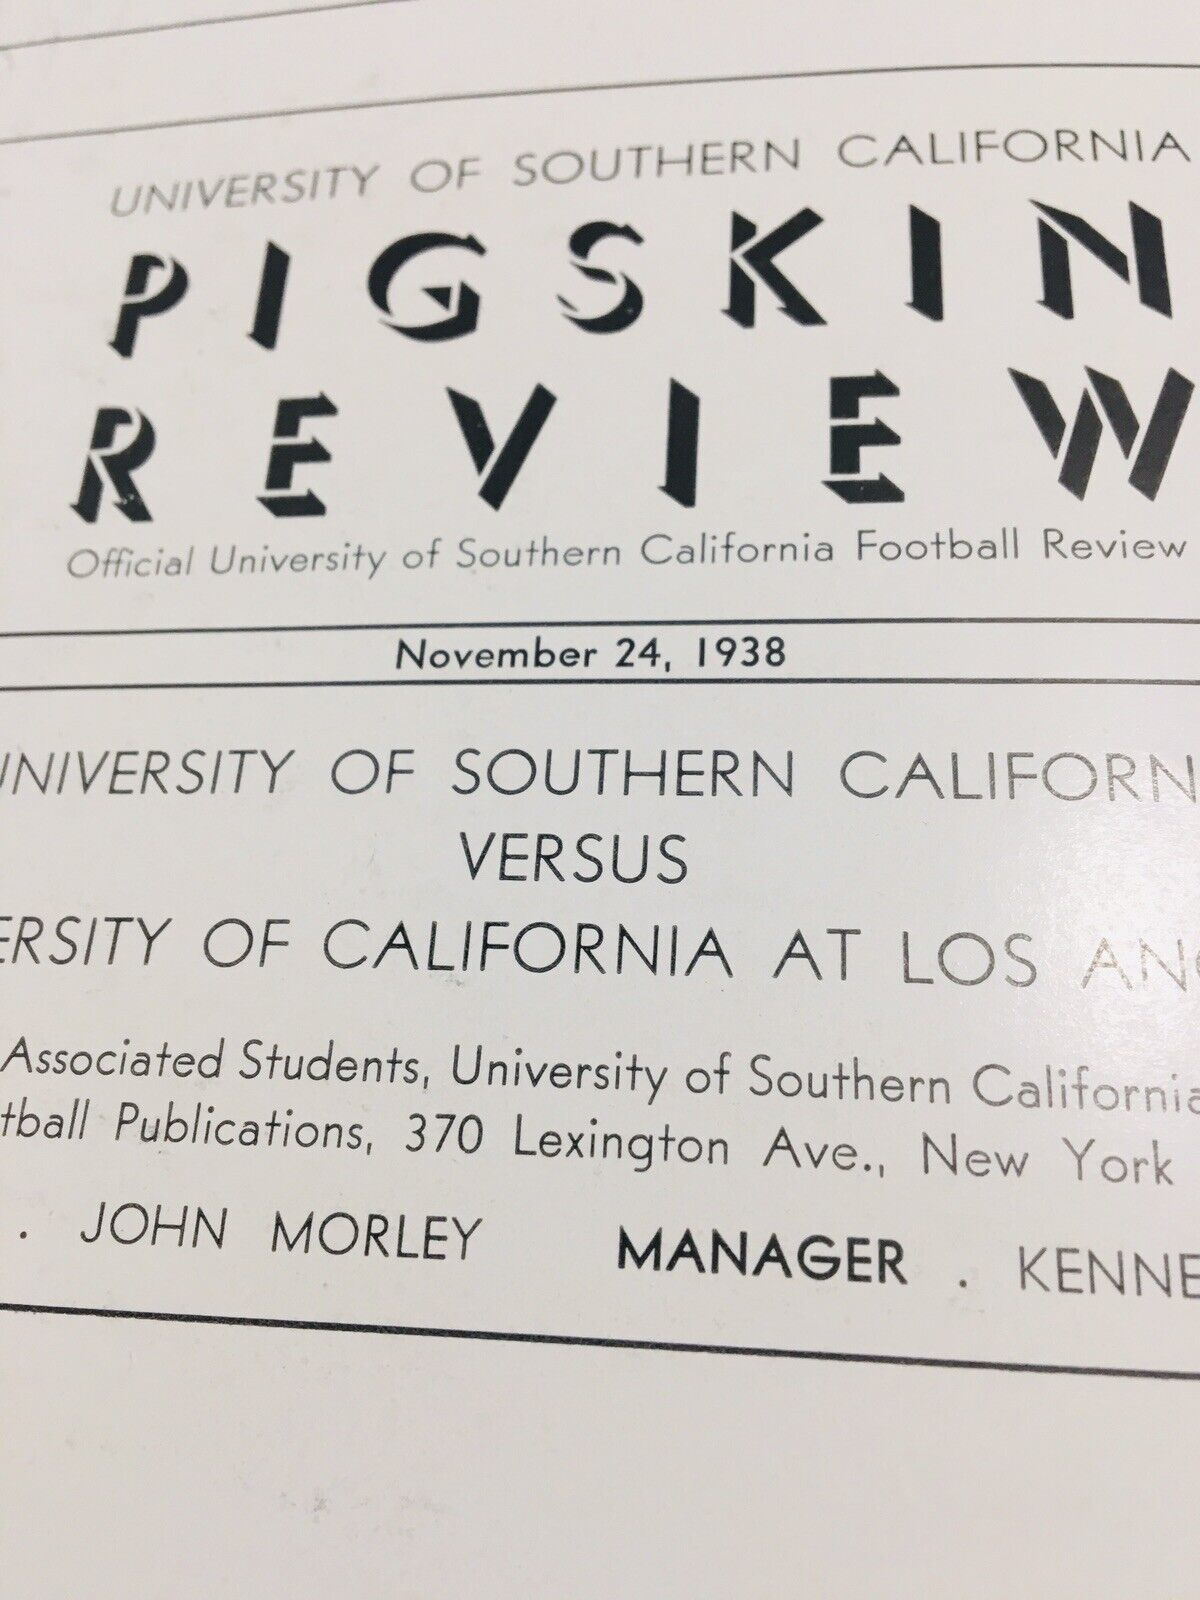 UNIVERSITY OF SOUTHERN CALIFORNIA
PIGSKIN
REVIEW
Official University of Southern California Football Review
November 24, 1938
UNIVERSITY OF SOUTHERN CALIFORN
VERSUS
ERSITY OF CALIFORNIA AT LOS ANG
Associated Students, University of Southern California
tball Publications, 370 Lexington Ave., New York
. JOHN MORLEY MANAGER . KENNE